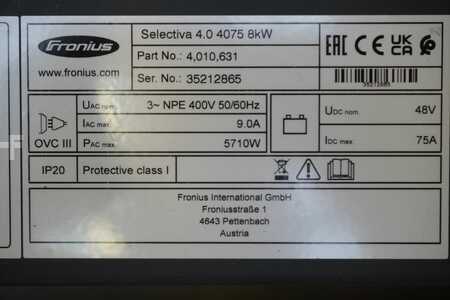 Fronius
www.fronius.com
Selectiva 4.0 4075 8kW
Part No.: 4,010,631
Ser. No.: 35212865
EAC CE UK CA
35212865
OVC III
UAC nom. 3~ NPE 400V 50/60Hz
IAC max. 9.0A
PAC max. 5710W
UDC nom. 48V
IDC max. 75A
IP20 Protective class I
Fronius International GmbH
Froniusstraße 1
4643 Pettenbach
Austria